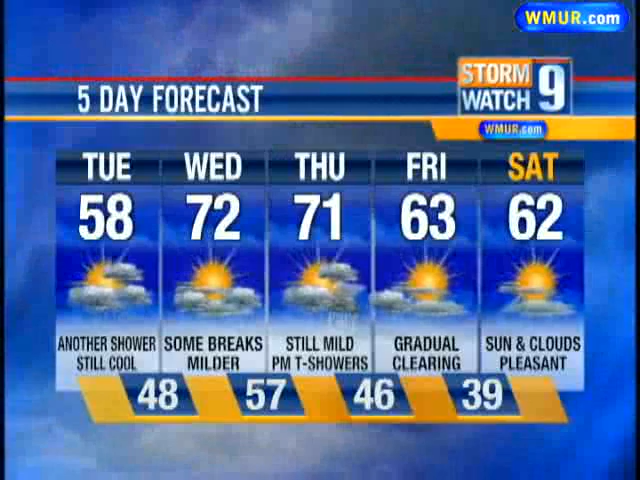 WMUR.com
5 DAY FORECAST
STORM
WATCH 9
WMUR.com
TUE WED THU FRI SAT
58 72 71 63 62
ANOTHER SHOWER
STILL COOL
SOME BREAKS
MILDER
STILL MILD
PM T-SHOWERS
GRADUAL
CLEARING
SUN & CLOUDS
PLEASANT
48 57 46 39